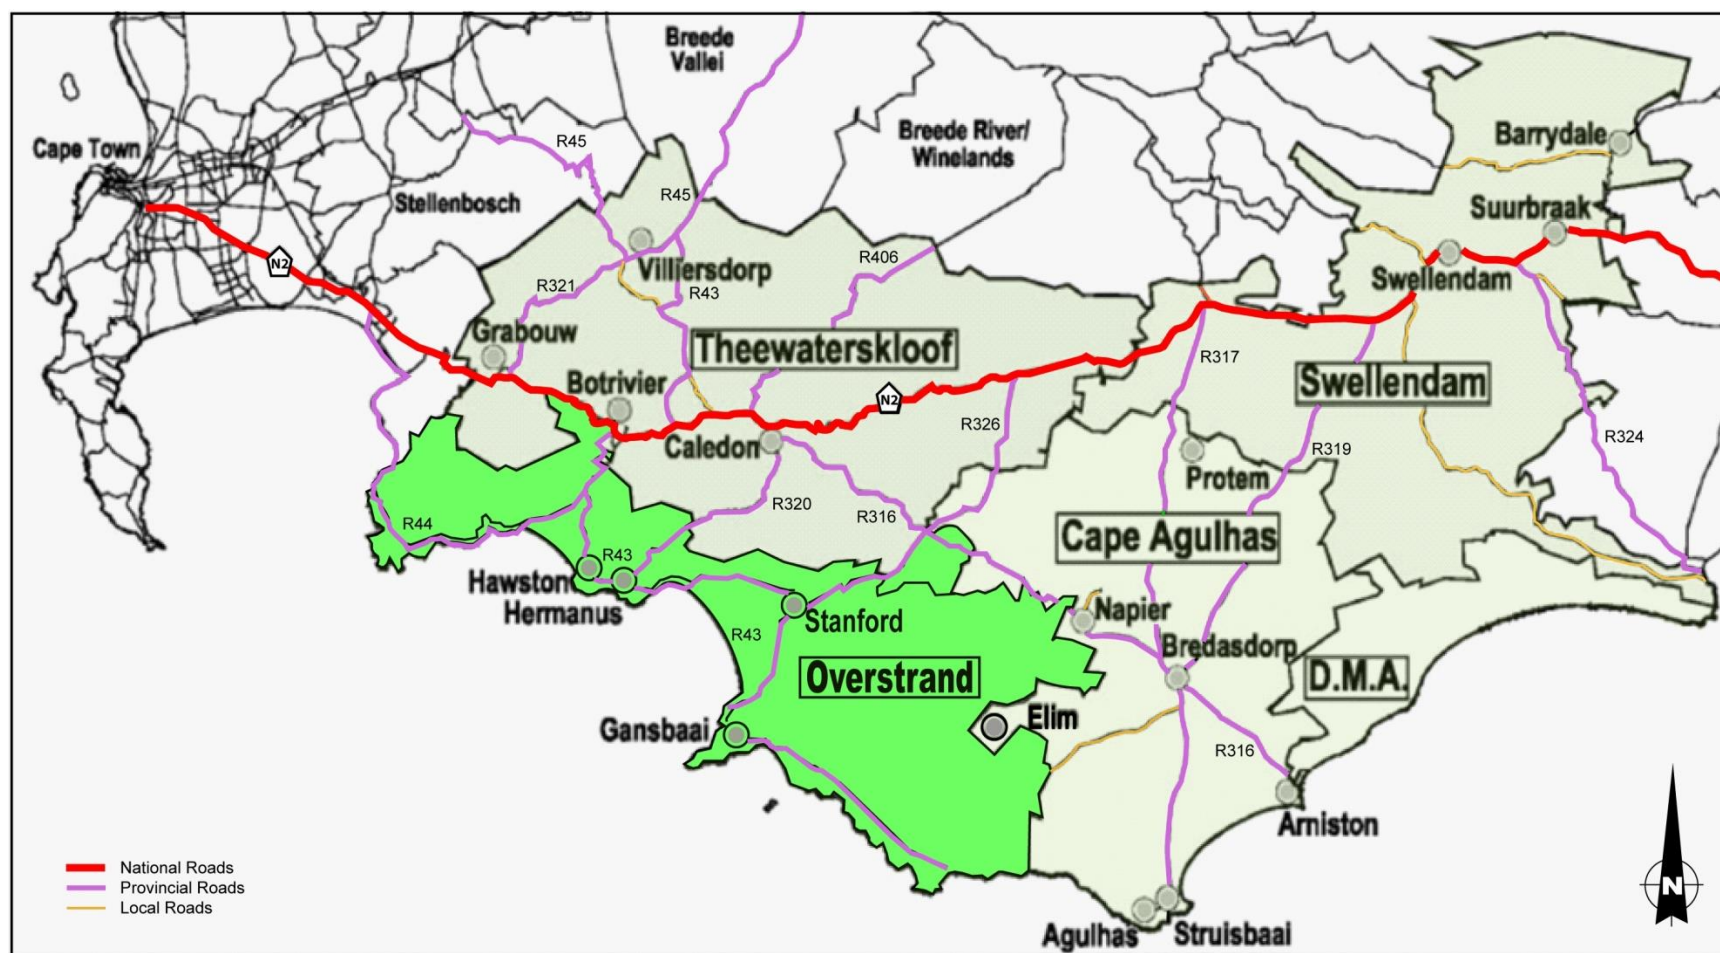 Breede
Vallei
Cape Town
R45
Breede River/
Winelands
Barrydale
Stellenbosch
R45
Suurbraak
N2
Villiersdorp
R406
Swellendam
R321
R43
Grabouw
Theewaterskloof
R317
Swellendam
Botrivier
N2
Caledon
R326
R319
R324
Protem
R320
R316
R44
Cape Agulhas
Hawston
R43
Hermanus
Stanford
Napier
R43
Bredasdorp
Overstrand
D.M.A.
Gansbaai
Elim
R316
Arniston
National Roads
Provincial Roads
Local Roads
N
Agulhas
Struisbaai